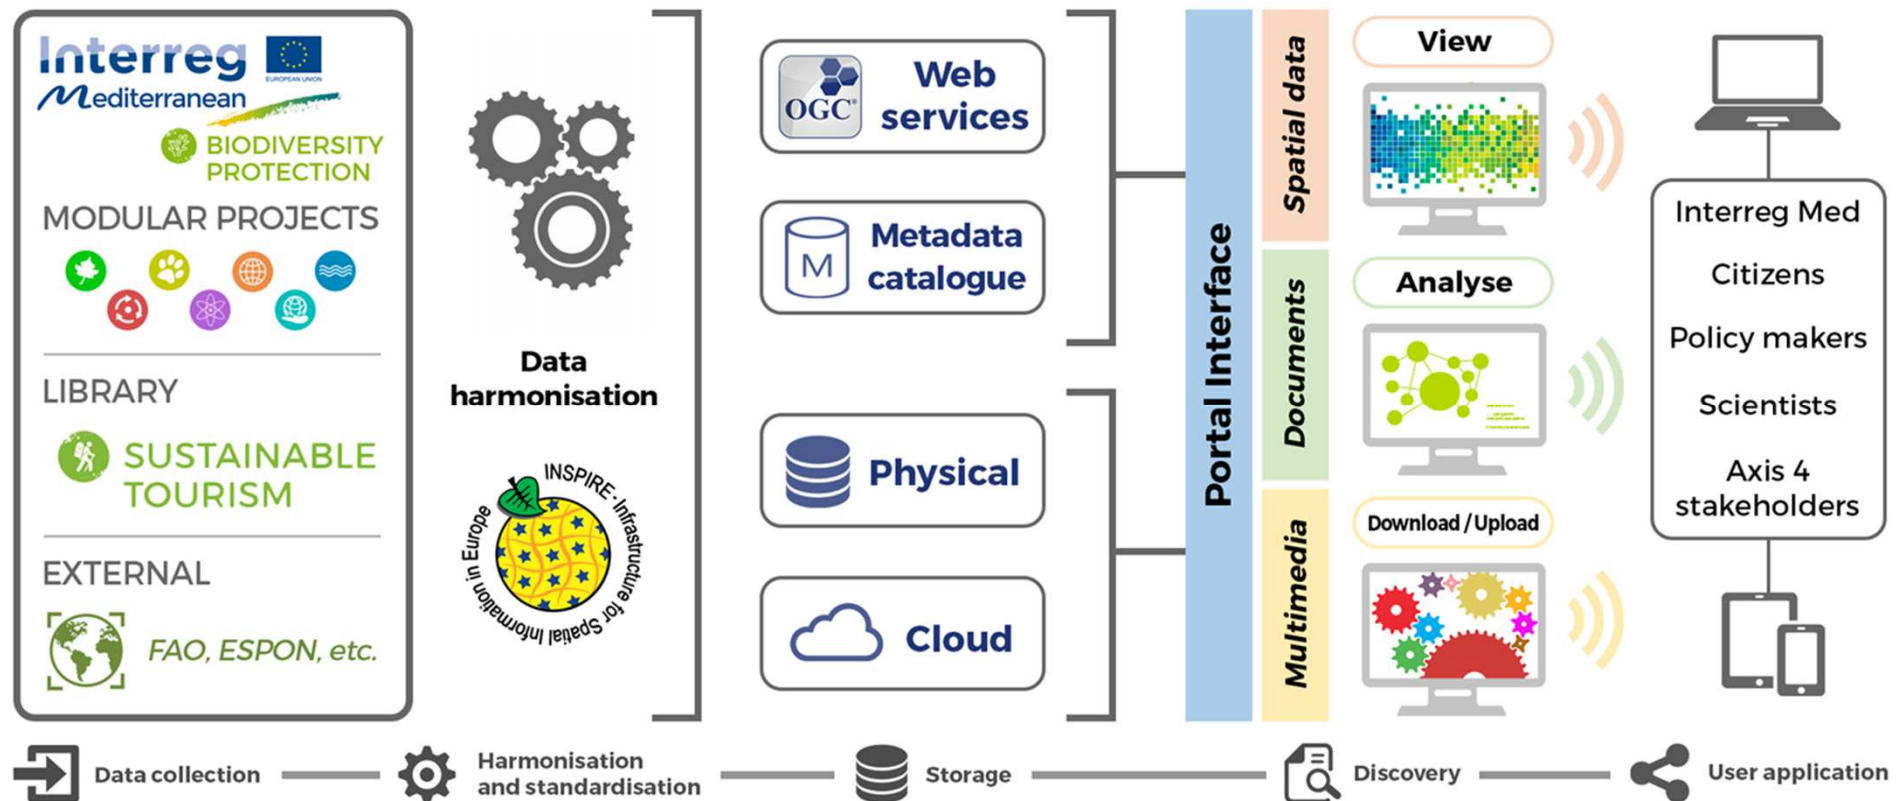 Interreg
EUROPEAN UNION
Mediterranean
BIODIVERSITY
PROTECTION
MODULAR PROJECTS
LIBRARY
SUSTAINABLE
TOURISM
EXTERNAL
FAO, ESPON, etc.
Data
harmonisation
INSPIRE · Infrastructure for Spatial Information in Europe
OGC®
Web
services
M
Metadata
catalogue
Physical
Cloud
Portal Interface
Spatial data
Documents
Multimedia
View
Analyse
Download / Upload
Interreg Med
Citizens
Policy makers
Scientists
Axis 4
stakeholders
Data collection
Harmonisation
and standardisation
Storage
Discovery
User application